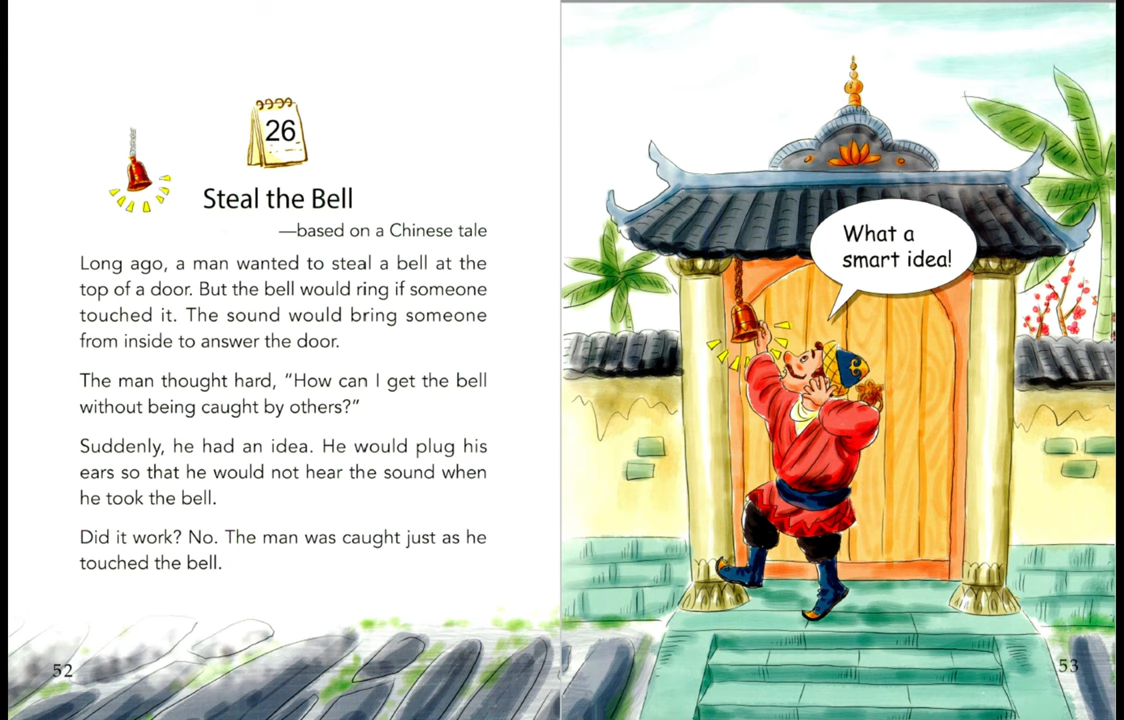 26
Steal the Bell
—based on a Chinese tale
Long ago, a man wanted to steal a bell at the
top of a door. But the bell would ring if someone
touched it. The sound would bring someone
from inside to answer the door.
The man thought hard, “How can I get the bell
without being caught by others?”
Suddenly, he had an idea. He would plug his
ears so that he would not hear the sound when
he took the bell.
Did it work? No. The man was caught just as he
touched the bell.
52
What a
smart idea!
53